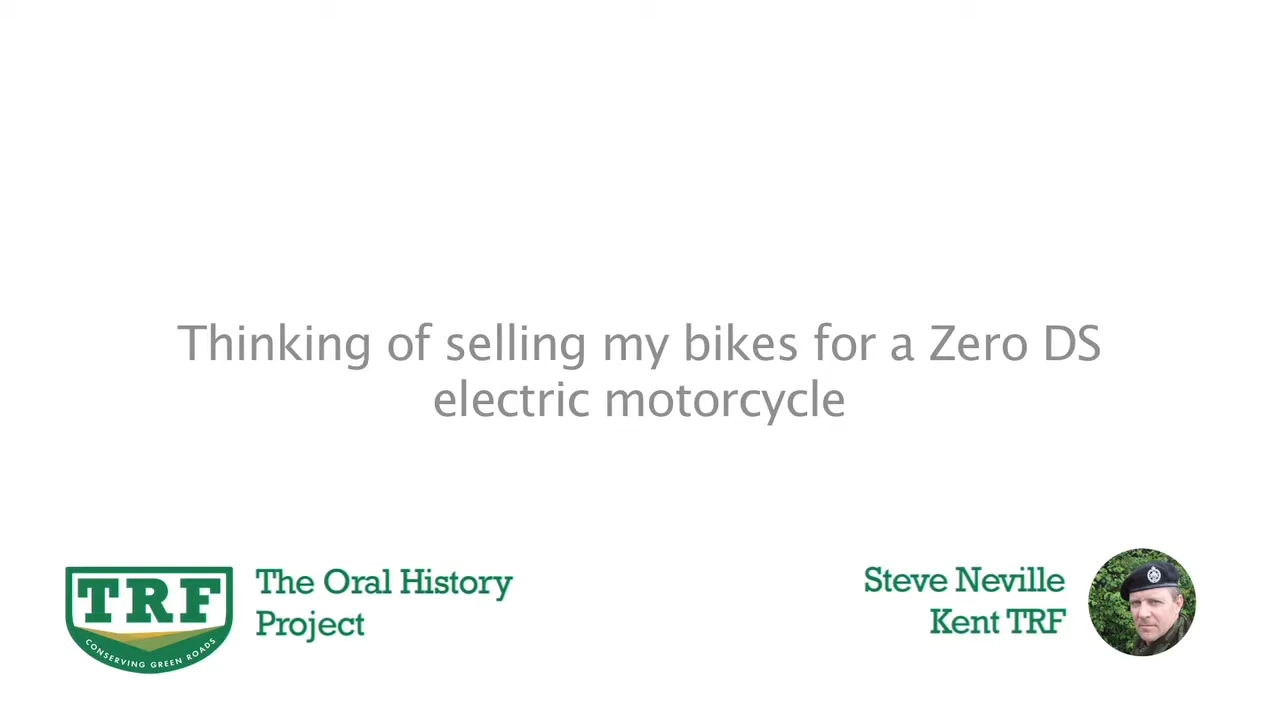 Thinking of selling my bikes for a Zero DS
electric motorcycle
TRF
CONSERVING GREEN ROADS
The Oral History
Project
Steve Neville
Kent TRF